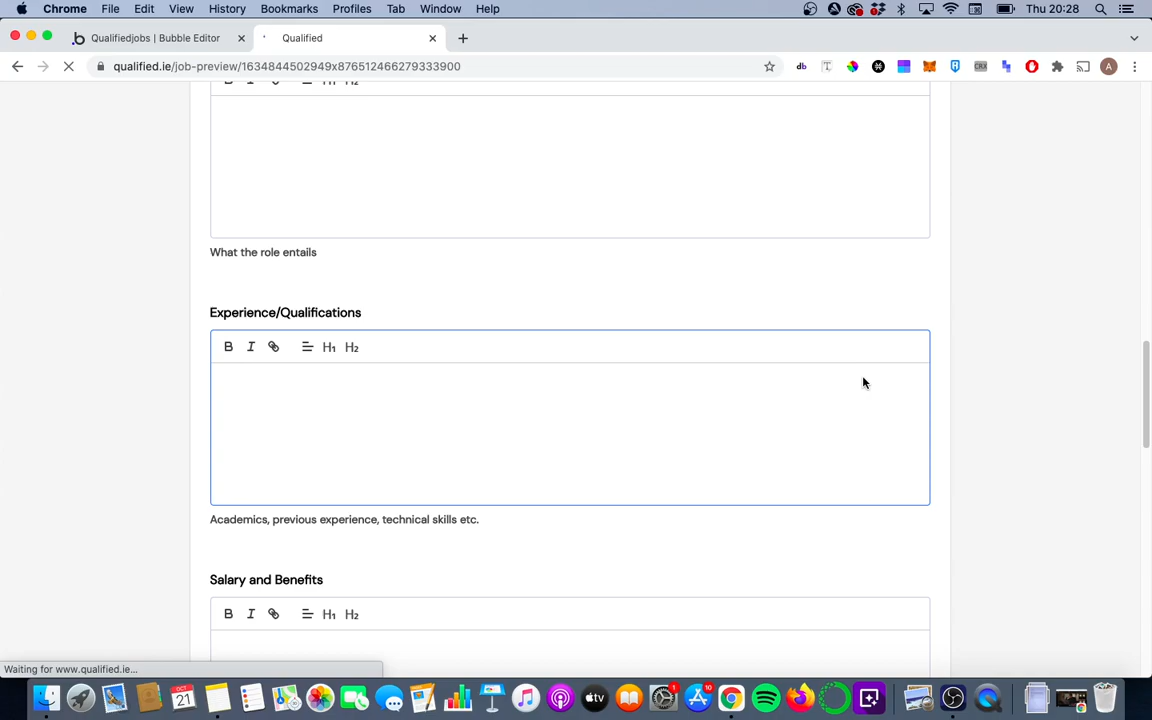 Chrome File Edit View History Bookmarks Profiles Tab Window Help Thu 20:28
Qualifiedjobs | Bubble Editor
Qualified
qualified.ie/job-preview/1634844502949x876512466279333900
What the role entails
Experience/Qualifications
B I H1 H2
Academics, previous experience, technical skills etc.
Salary and Benefits
B I H1 H2
Waiting for www.qualified.ie...